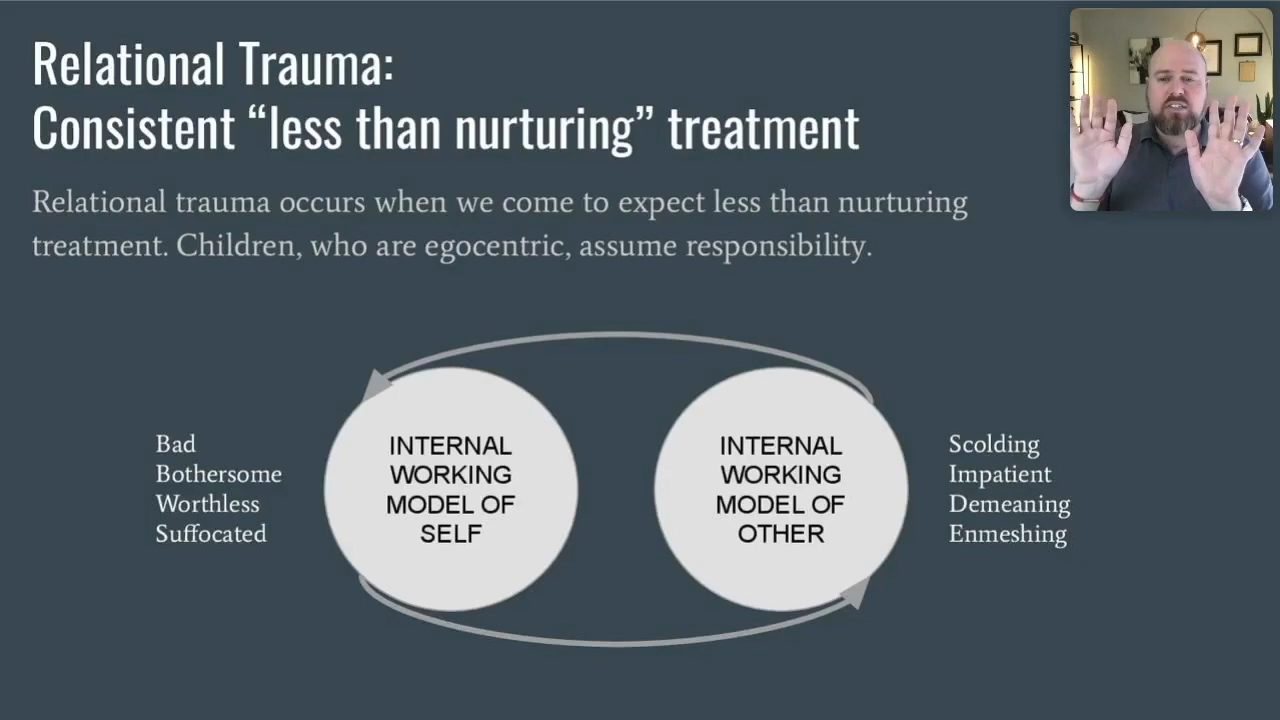 Relational Trauma:
Consistent “less than nurturing” treatment
Relational trauma occurs when we come to expect less than nurturing
treatment. Children, who are egocentric, assume responsibility.
Bad
Bothersome
Worthless
Suffocated
INTERNAL
WORKING
MODEL OF
SELF
INTERNAL
WORKING
MODEL OF
OTHER
Scolding
Impatient
Demeaning
Enmeshing